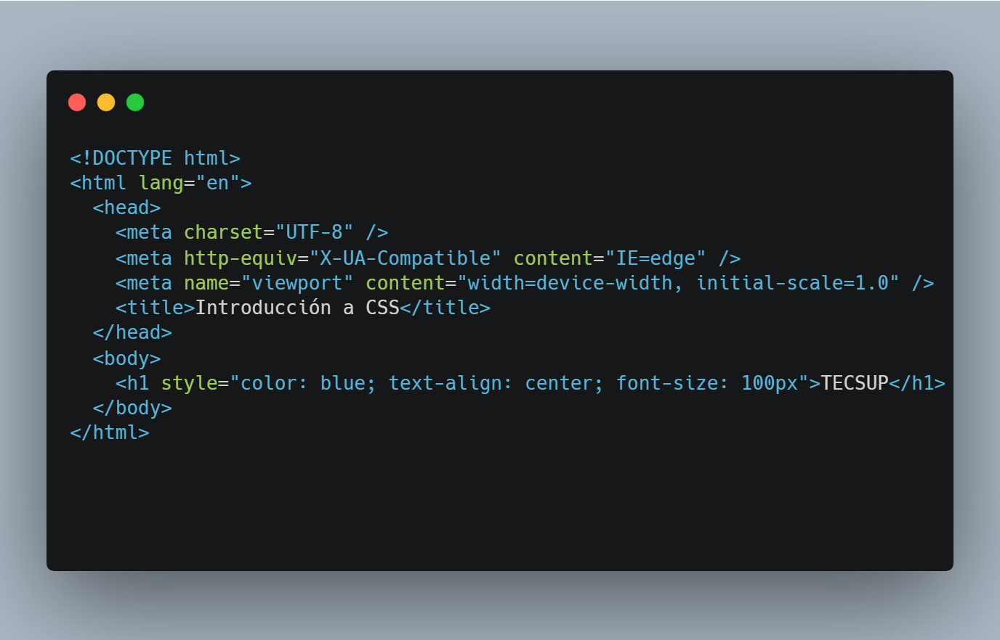 <!DOCTYPE html>
<html lang="en">
  <head>
    <meta charset="UTF-8" />
    <meta http-equiv="X-UA-Compatible" content="IE=edge" />
    <meta name="viewport" content="width=device-width, initial-scale=1.0" />
    <title>Introducción a CSS</title>
  </head>
  <body>
    <h1 style="color: blue; text-align: center; font-size: 100px">TECSUP</h1>
  </body>
</html>